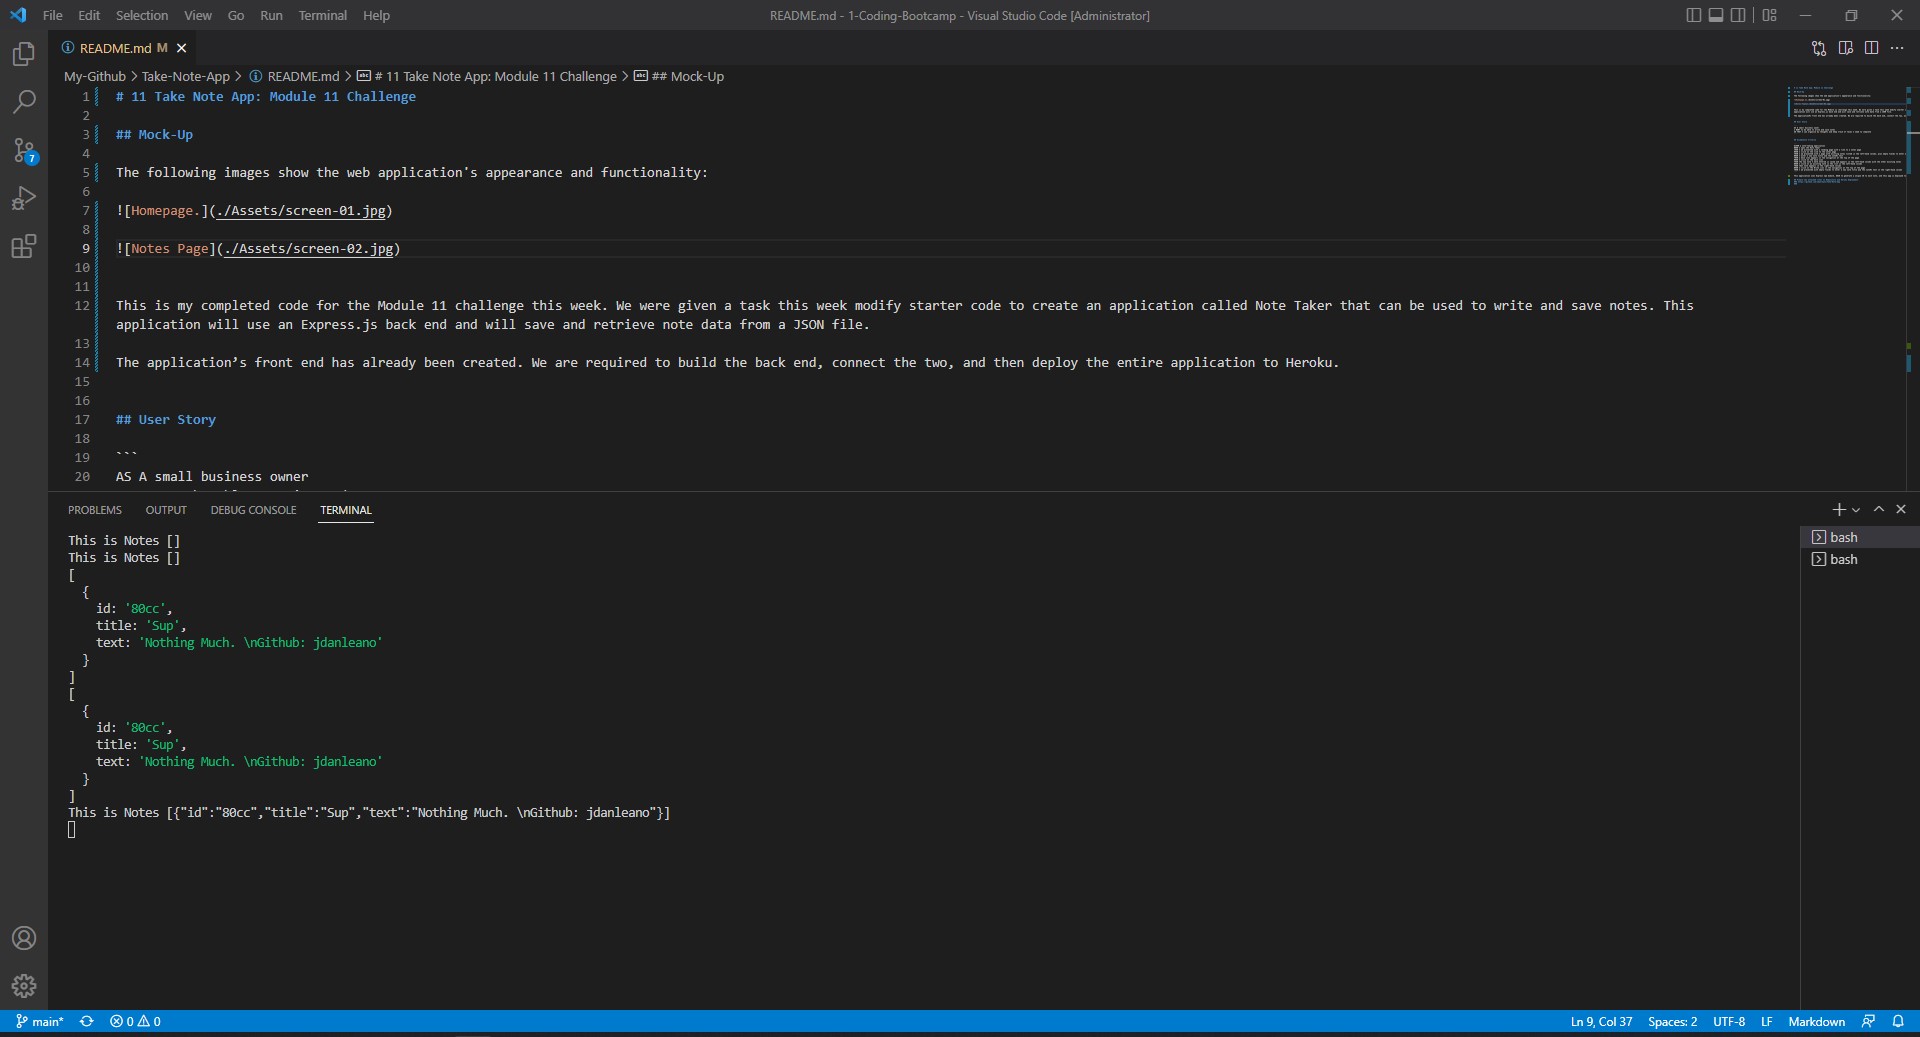 File Edit Selection View Go Run Terminal Help
README.md - 1-Coding-Bootcamp - Visual Studio Code [Administrator]
README.md M
My-Github > Take-Note-App > README.md > # 11 Take Note App: Module 11 Challenge > ## Mock-Up
1 # 11 Take Note App: Module 11 Challenge
2
3 ## Mock-Up
4
5 The following images show the web application's appearance and functionality:
6
7 ![Homepage.](./Assets/screen-01.jpg)
8
9 ![Notes Page](./Assets/screen-02.jpg)
10
11
12 This is my completed code for the Module 11 challenge this week. We were given a task this week modify starter code to create an application called Note Taker that can be used to write and save notes. This
application will use an Express.js back end and will save and retrieve note data from a JSON file.
13
14 The application’s front end has already been created. We are required to build the back end, connect the two, and then deploy the entire application to Heroku.
15
16
17 ## User Story
18
19 ```
20 AS A small business owner
PROBLEMS OUTPUT DEBUG CONSOLE TERMINAL
This is Notes []
This is Notes []
[
{
id: '80cc',
title: 'Sup',
text: 'Nothing Much. \nGithub: jdanleano'
}
]
[
{
id: '80cc',
title: 'Sup',
text: 'Nothing Much. \nGithub: jdanleano'
}
]
This is Notes [{"id":"80cc","title":"Sup","text":"Nothing Much. \nGithub: jdanleano"}]
bash
bash
7
main* 0 0
Ln 9, Col 37 Spaces: 2 UTF-8 LF Markdown